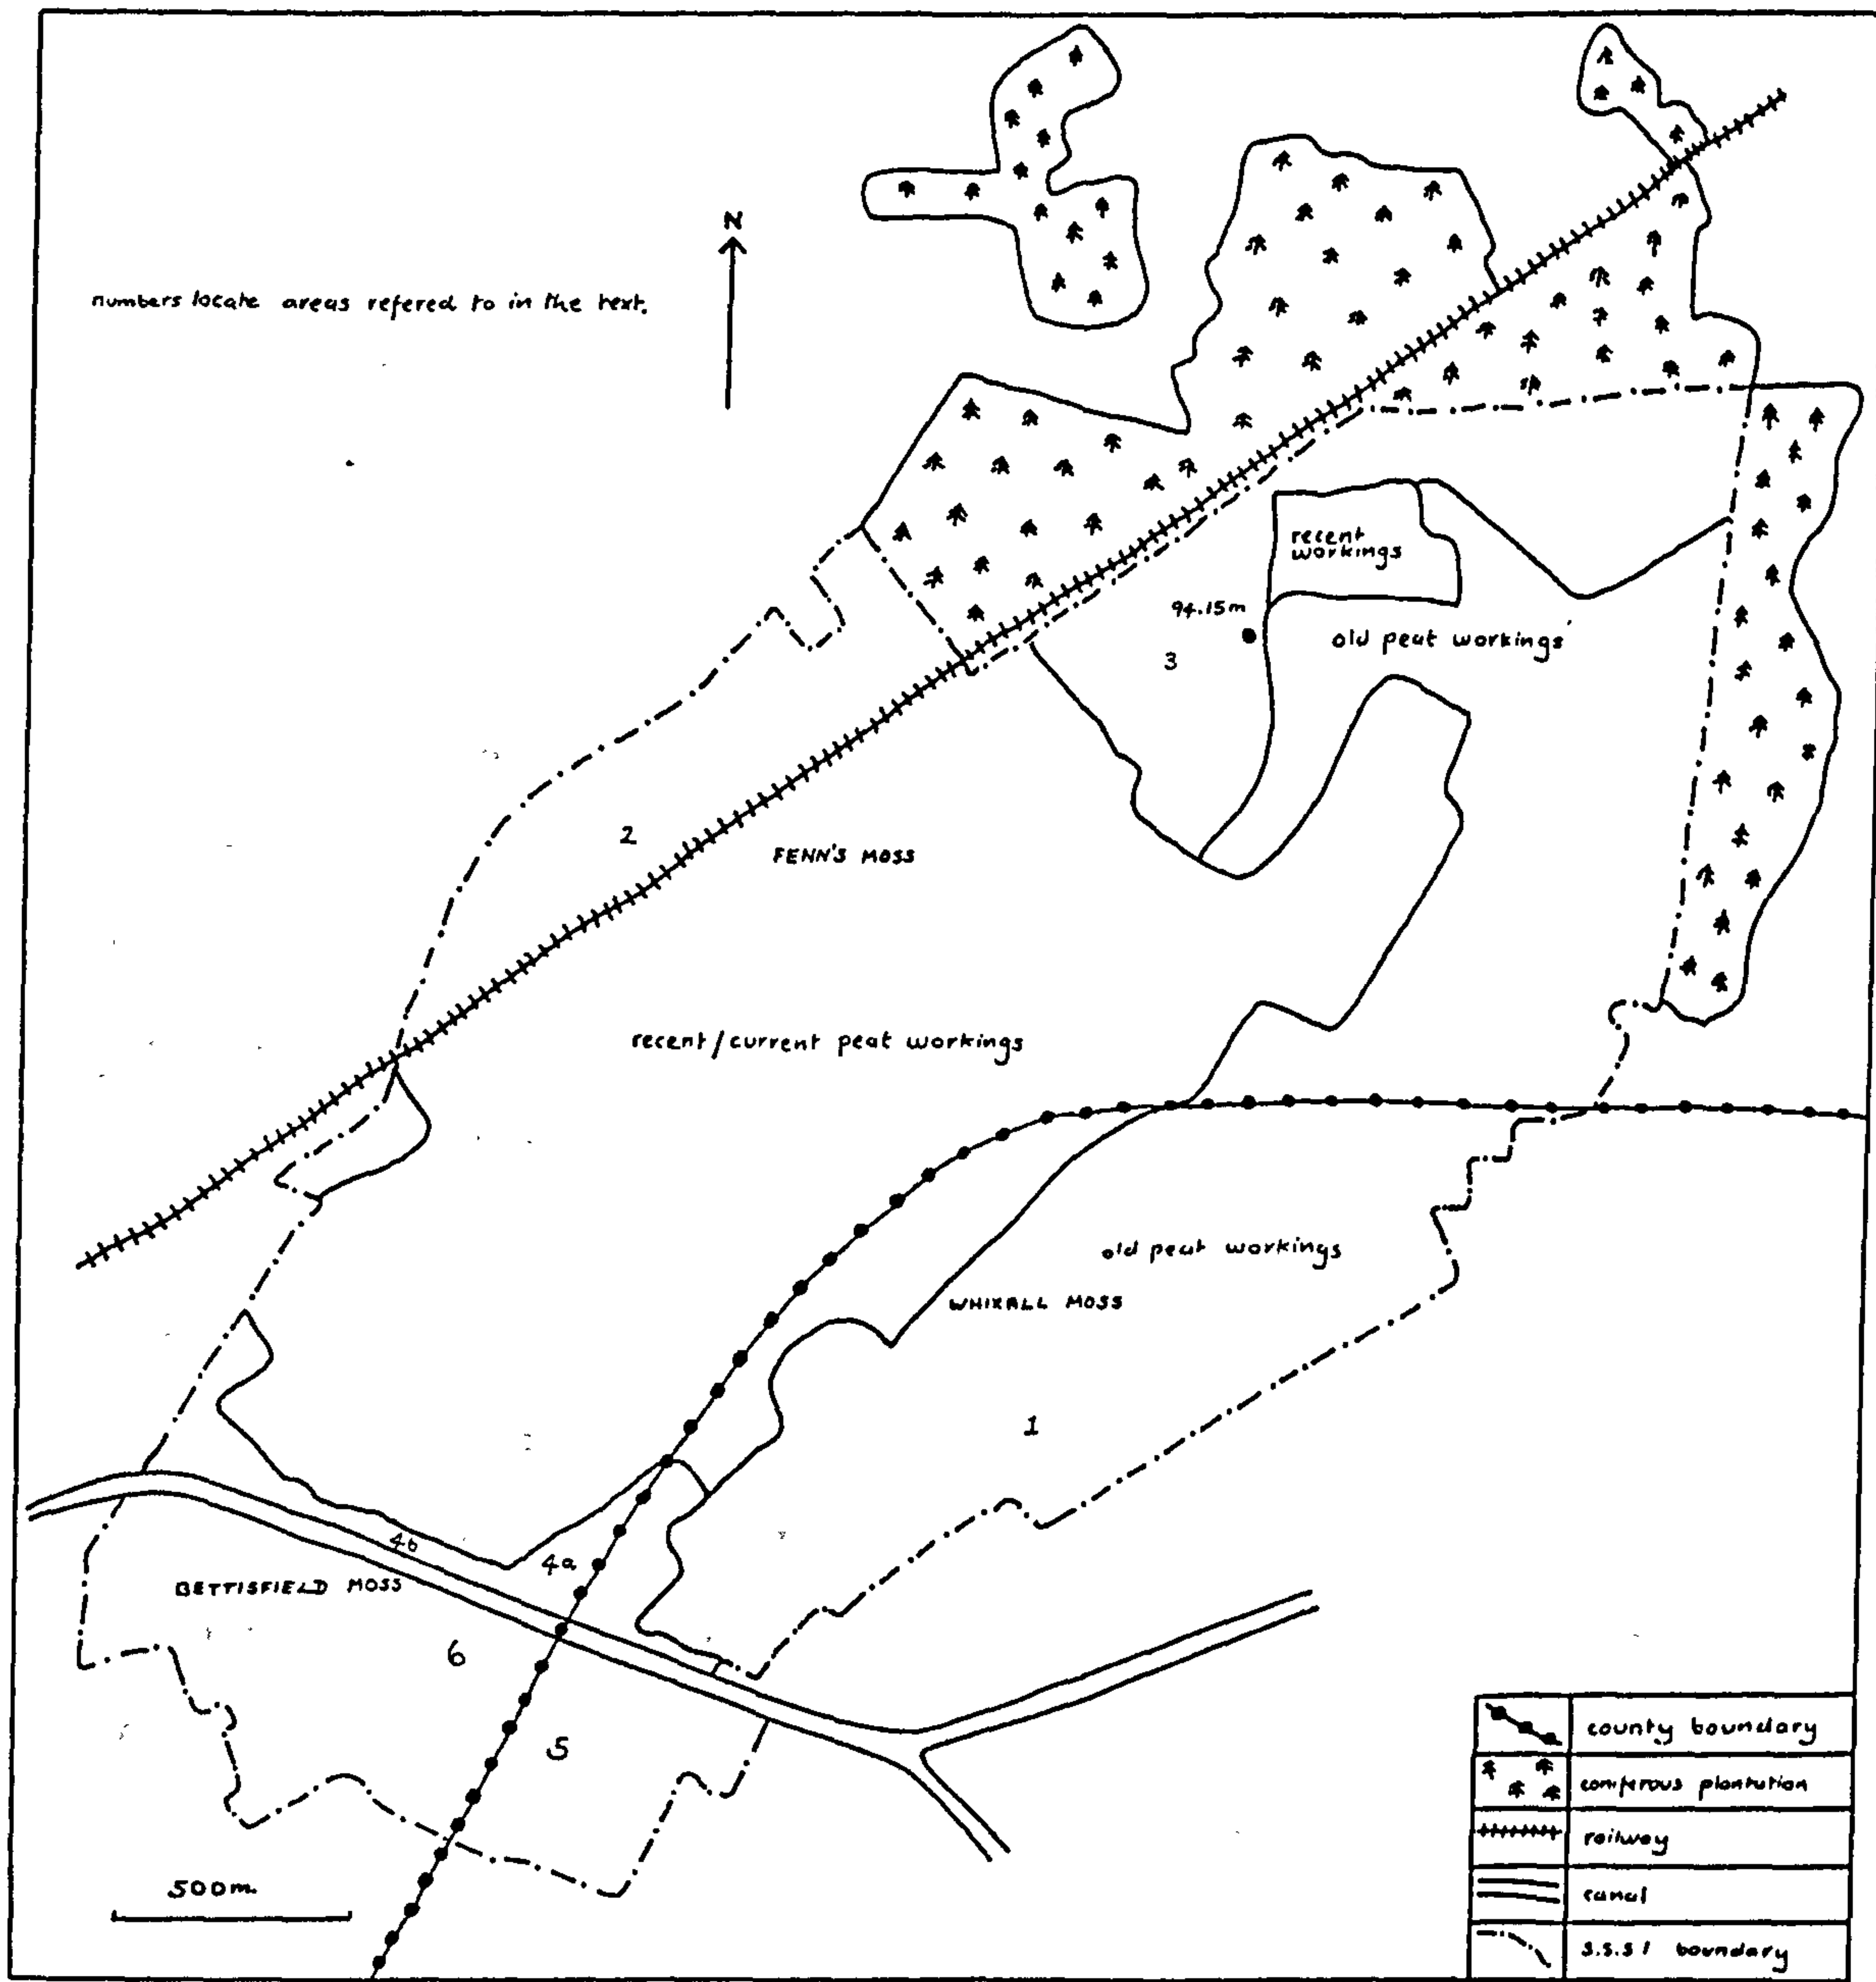 N
numbers locate areas refered to in the text.
recent
workings
94.15m
3
old peat workings
2
FENN'S MOSS
recent/current peat workings
old peat workings
WHIXALL MOSS
1
4b
4a
BETTISFIELD MOSS
6
5
500m.
county boundary
coniferous plantation
railway
canal
S.S.S I boundary